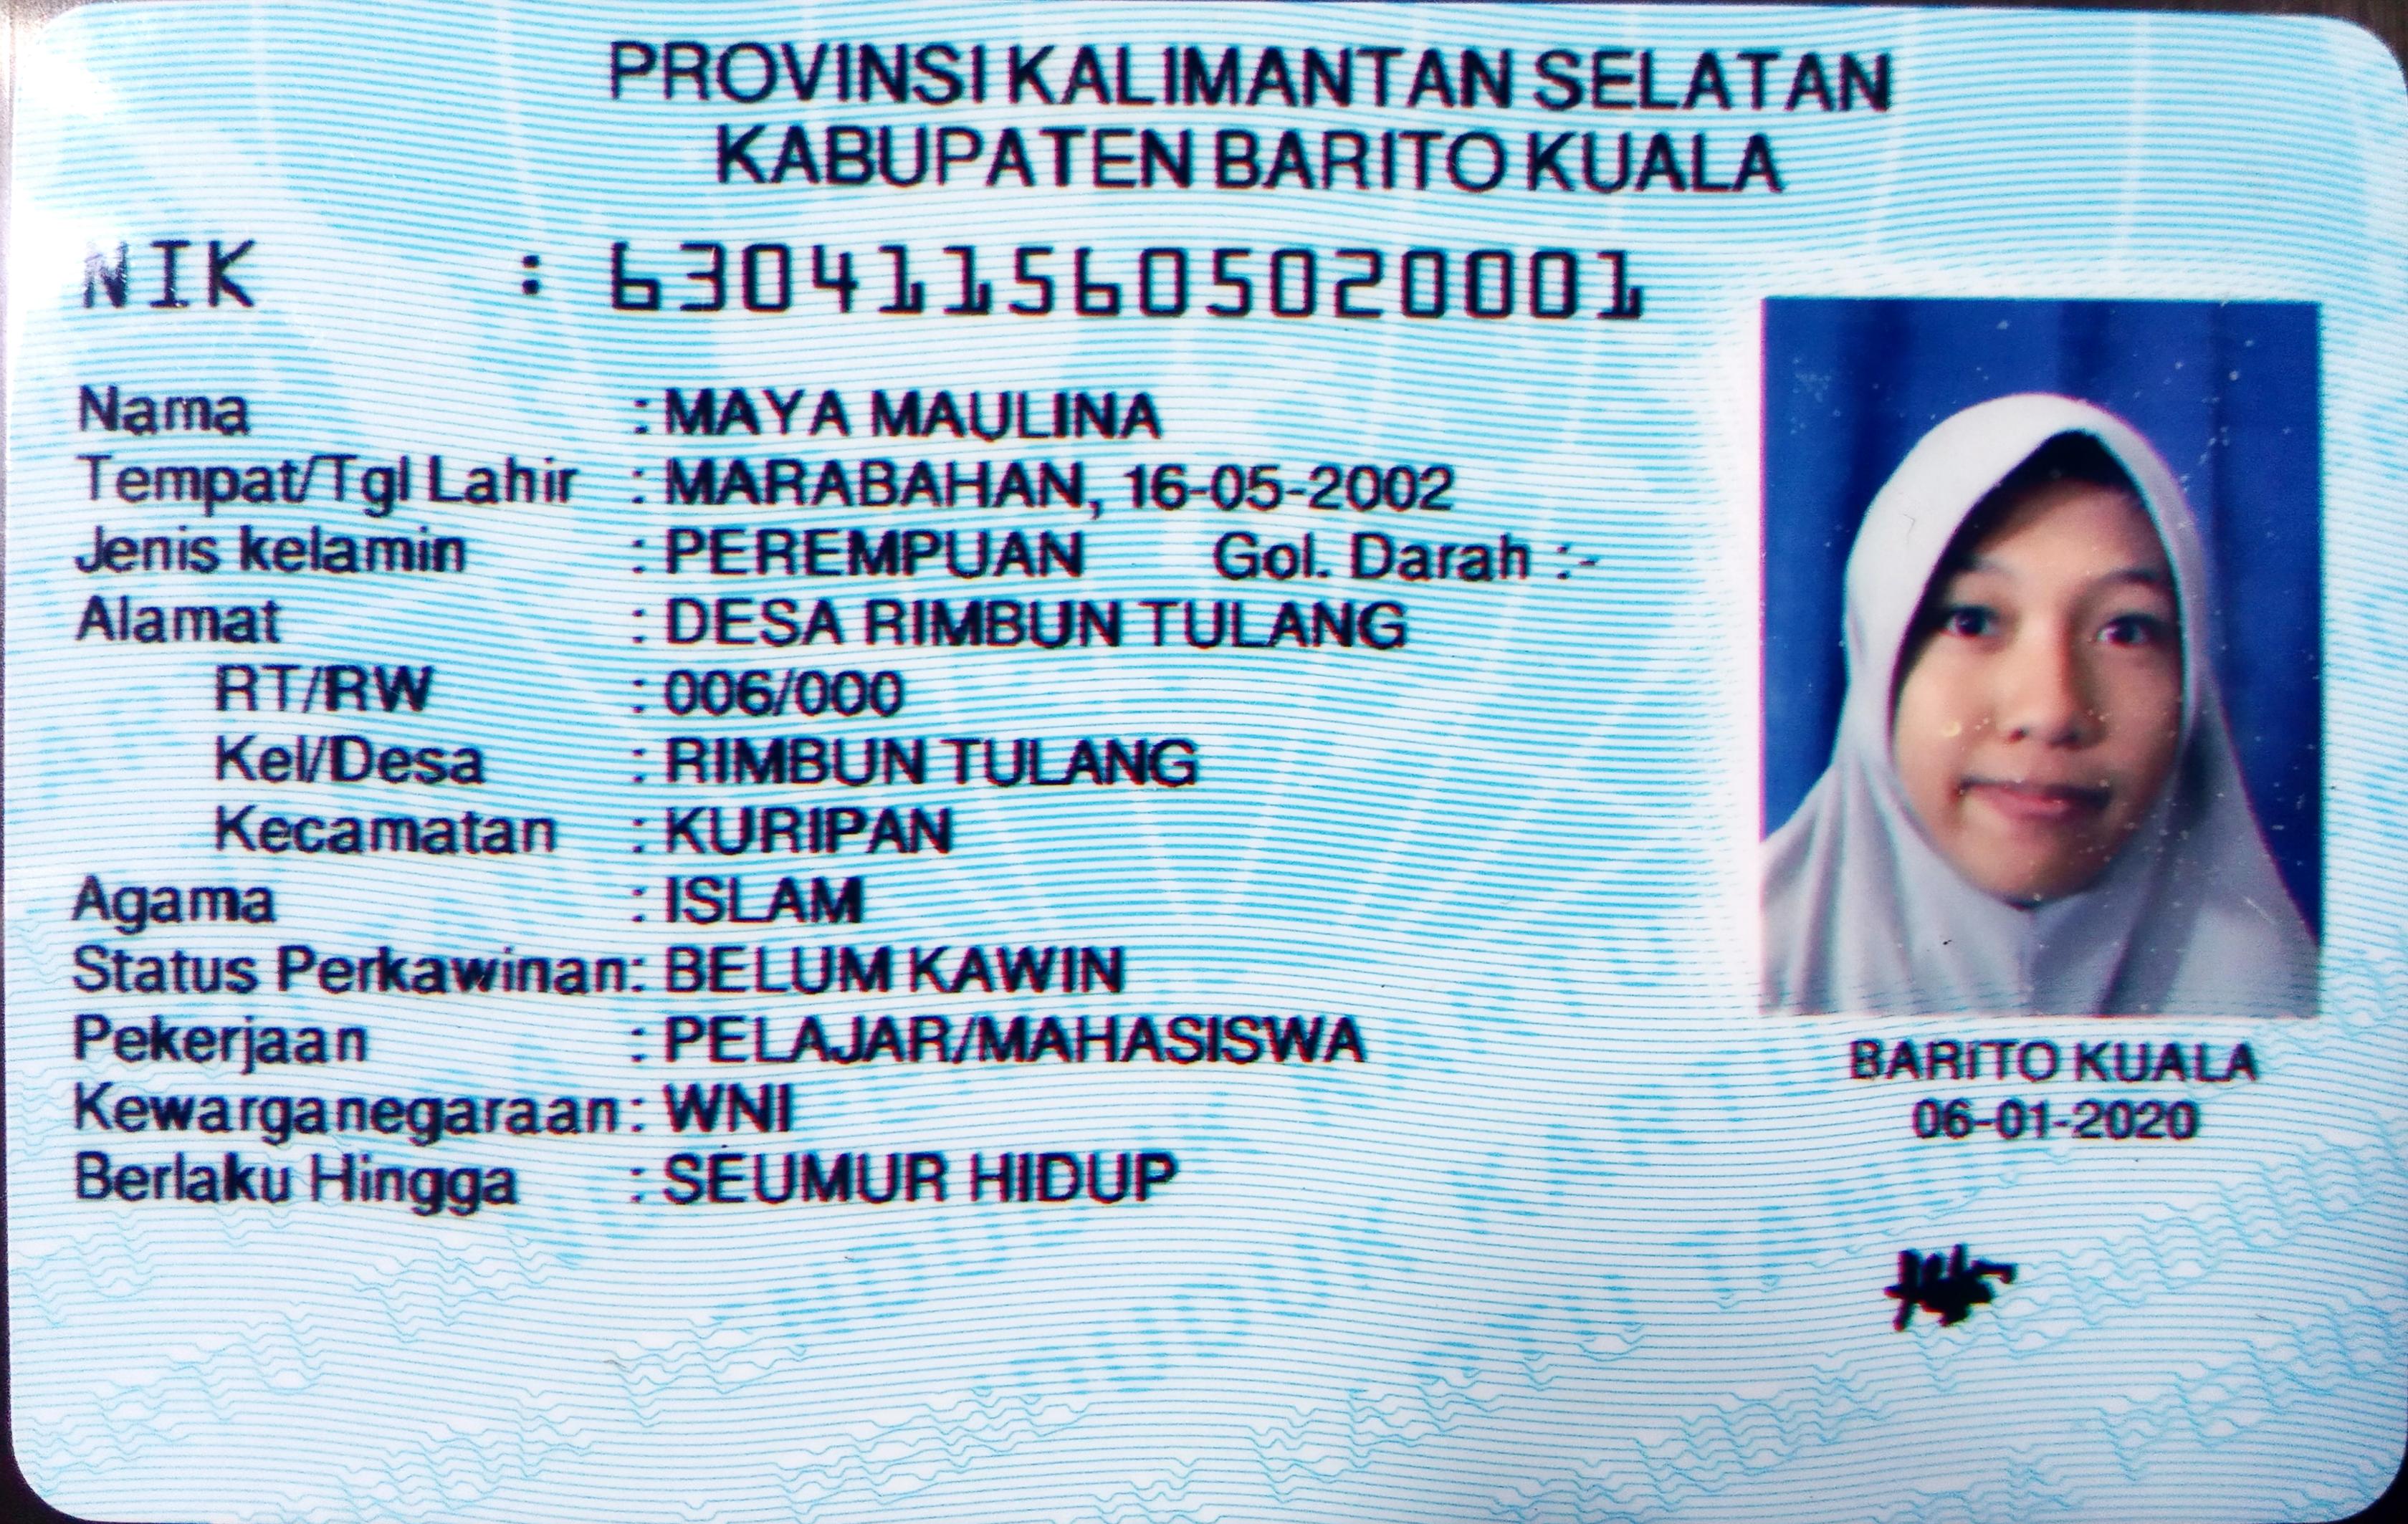 PROVINSI KALIMANTAN SELATAN
KABUPATEN BARITO KUALA
NIK : 6304115605020001
Nama : MAYA MAULINA
Tempat/Tgl Lahir : MARABAHAN, 16-05-2002
Jenis kelamin : PEREMPUAN Gol. Darah :-
Alamat : DESA RIMBUN TULANG
RT/RW : 006/000
Kel/Desa : RIMBUN TULANG
Kecamatan : KURIPAN
Agama : ISLAM
Status Perkawinan: BELUM KAWIN
Pekerjaan : PELAJAR/MAHASISWA
Kewarganegaraan: WNI
Berlaku Hingga : SEUMUR HIDUP
BARITO KUALA
06-01-2020